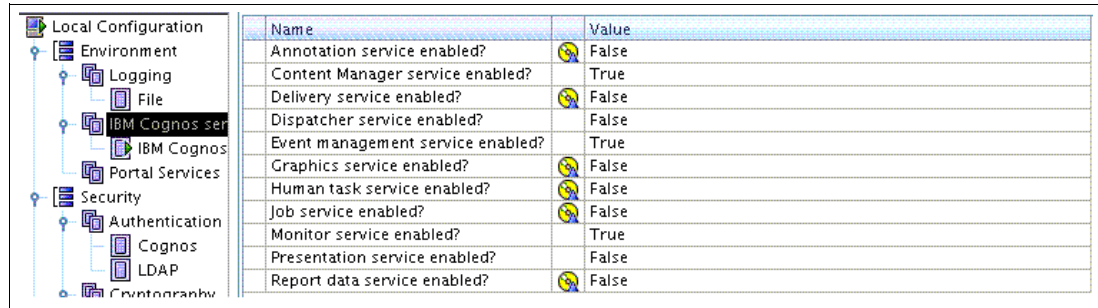 Local Configuration
Environment
Logging
File
IBM Cognos ser
IBM Cognos
Portal Services
Security
Authentication
Cognos
LDAP
Cryptography
Name Value
Annotation service enabled? False
Content Manager service enabled? True
Delivery service enabled? False
Dispatcher service enabled? False
Event management service enabled? True
Graphics service enabled? False
Human task service enabled? False
Job service enabled? False
Monitor service enabled? True
Presentation service enabled? False
Report data service enabled? False